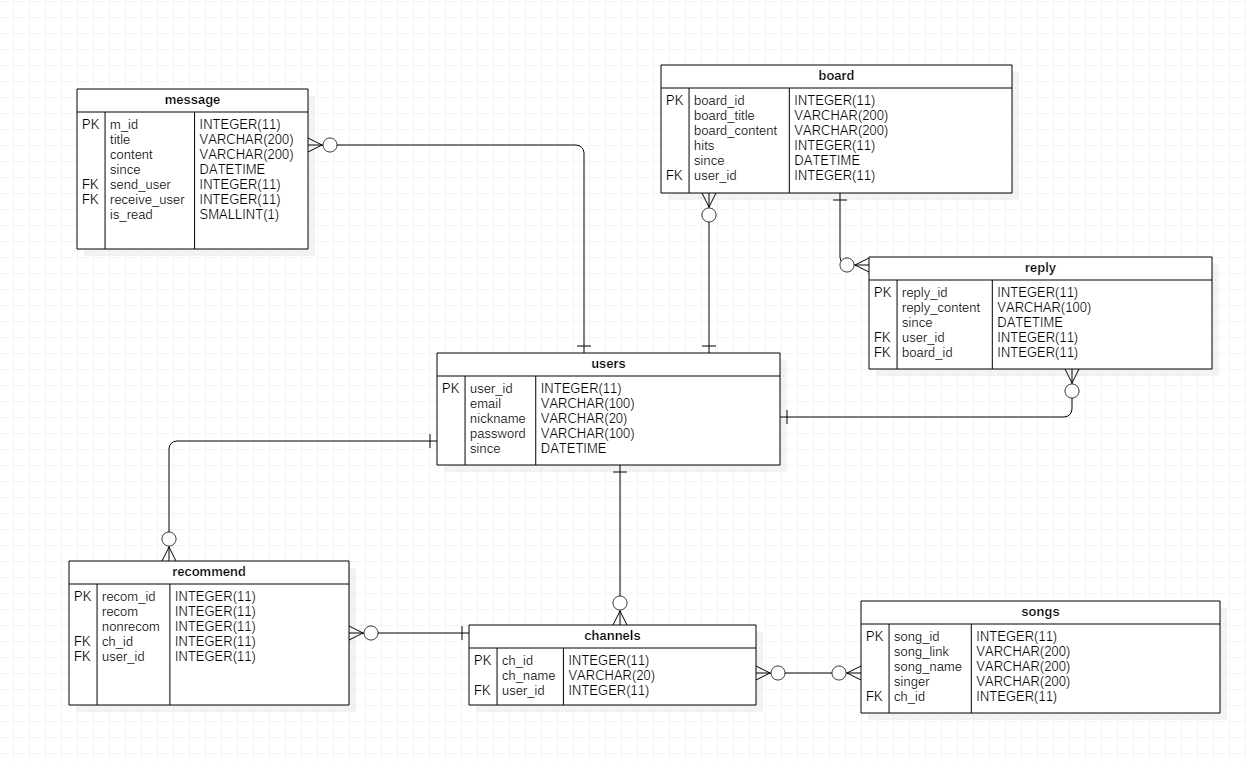 message
PK m_id INTEGER(11)
title VARCHAR(200)
content VARCHAR(200)
since DATETIME
FK send_user INTEGER(11)
FK receive_user INTEGER(11)
is_read SMALLINT(1)
board
PK board_id INTEGER(11)
board_title VARCHAR(200)
board_content VARCHAR(200)
hits INTEGER(11)
since DATETIME
FK user_id INTEGER(11)
reply
PK reply_id INTEGER(11)
reply_content VARCHAR(100)
since DATETIME
FK user_id INTEGER(11)
FK board_id INTEGER(11)
users
PK user_id INTEGER(11)
email VARCHAR(100)
nickname VARCHAR(20)
password VARCHAR(100)
since DATETIME
recommend
PK recom_id INTEGER(11)
recom INTEGER(11)
nonrecom INTEGER(11)
FK ch_id INTEGER(11)
FK user_id INTEGER(11)
channels
PK ch_id INTEGER(11)
ch_name VARCHAR(20)
FK user_id INTEGER(11)
songs
PK song_id INTEGER(11)
song_link VARCHAR(200)
song_name VARCHAR(200)
singer VARCHAR(200)
FK ch_id INTEGER(11)